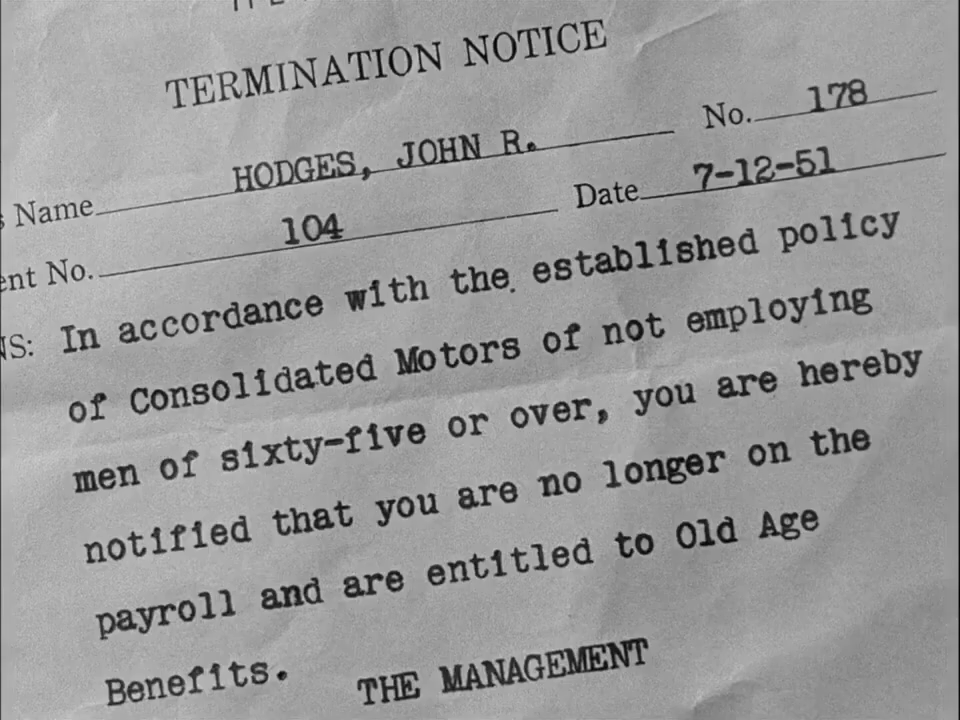 TERMINATION NOTICE
Name HODGES, JOHN R. No. 178
No. 104 Date 7-12-51
In accordance with the established policy
of Consolidated Motors of not employing
men of sixty-five or over, you are hereby
notified that you are no longer on the
payroll and are entitled to Old Age
Benefits.
THE MANAGEMENT